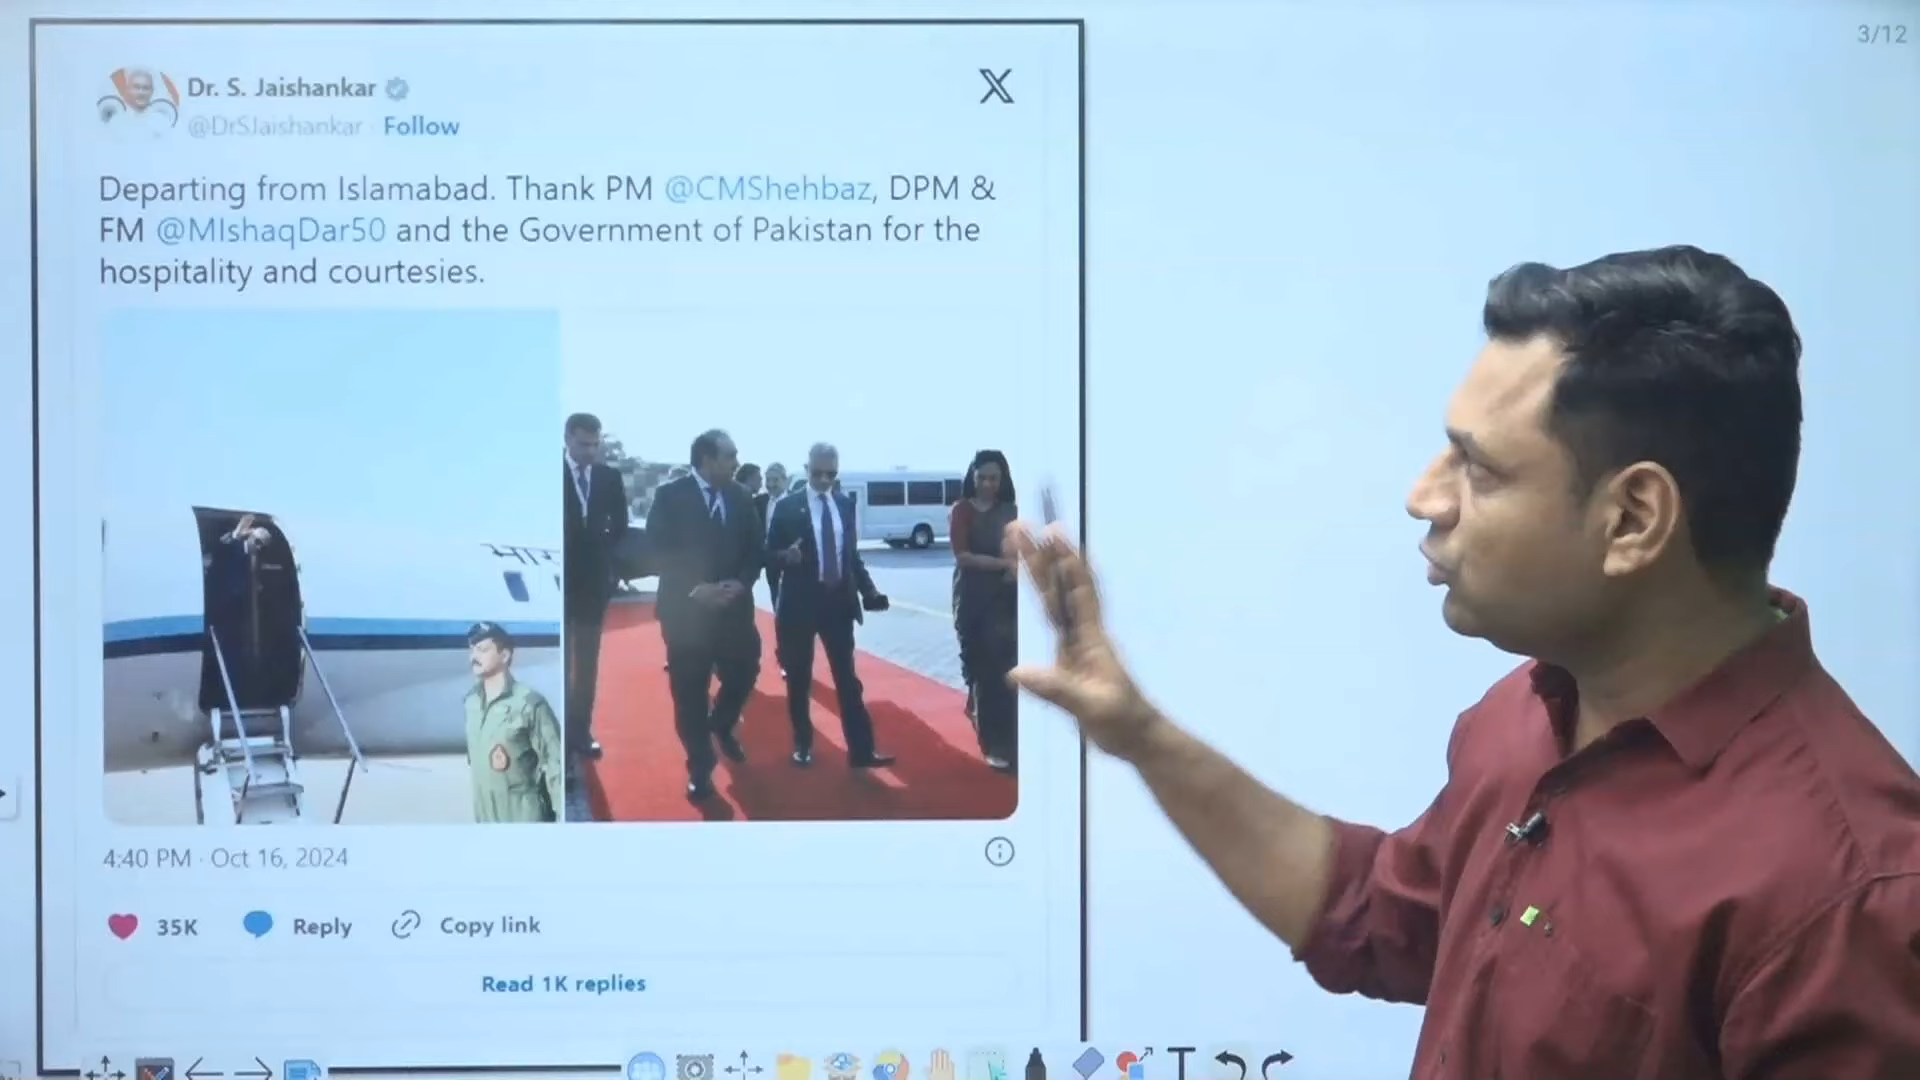 3/12
Dr. S. Jaishankar
@DrSJaishankar · Follow
Departing from Islamabad. Thank PM @CMShehbaz, DPM &
FM @MIshaqDar50 and the Government of Pakistan for the
hospitality and courtesies.
4:40 PM · Oct 16, 2024
35K Reply Copy link
Read 1K replies